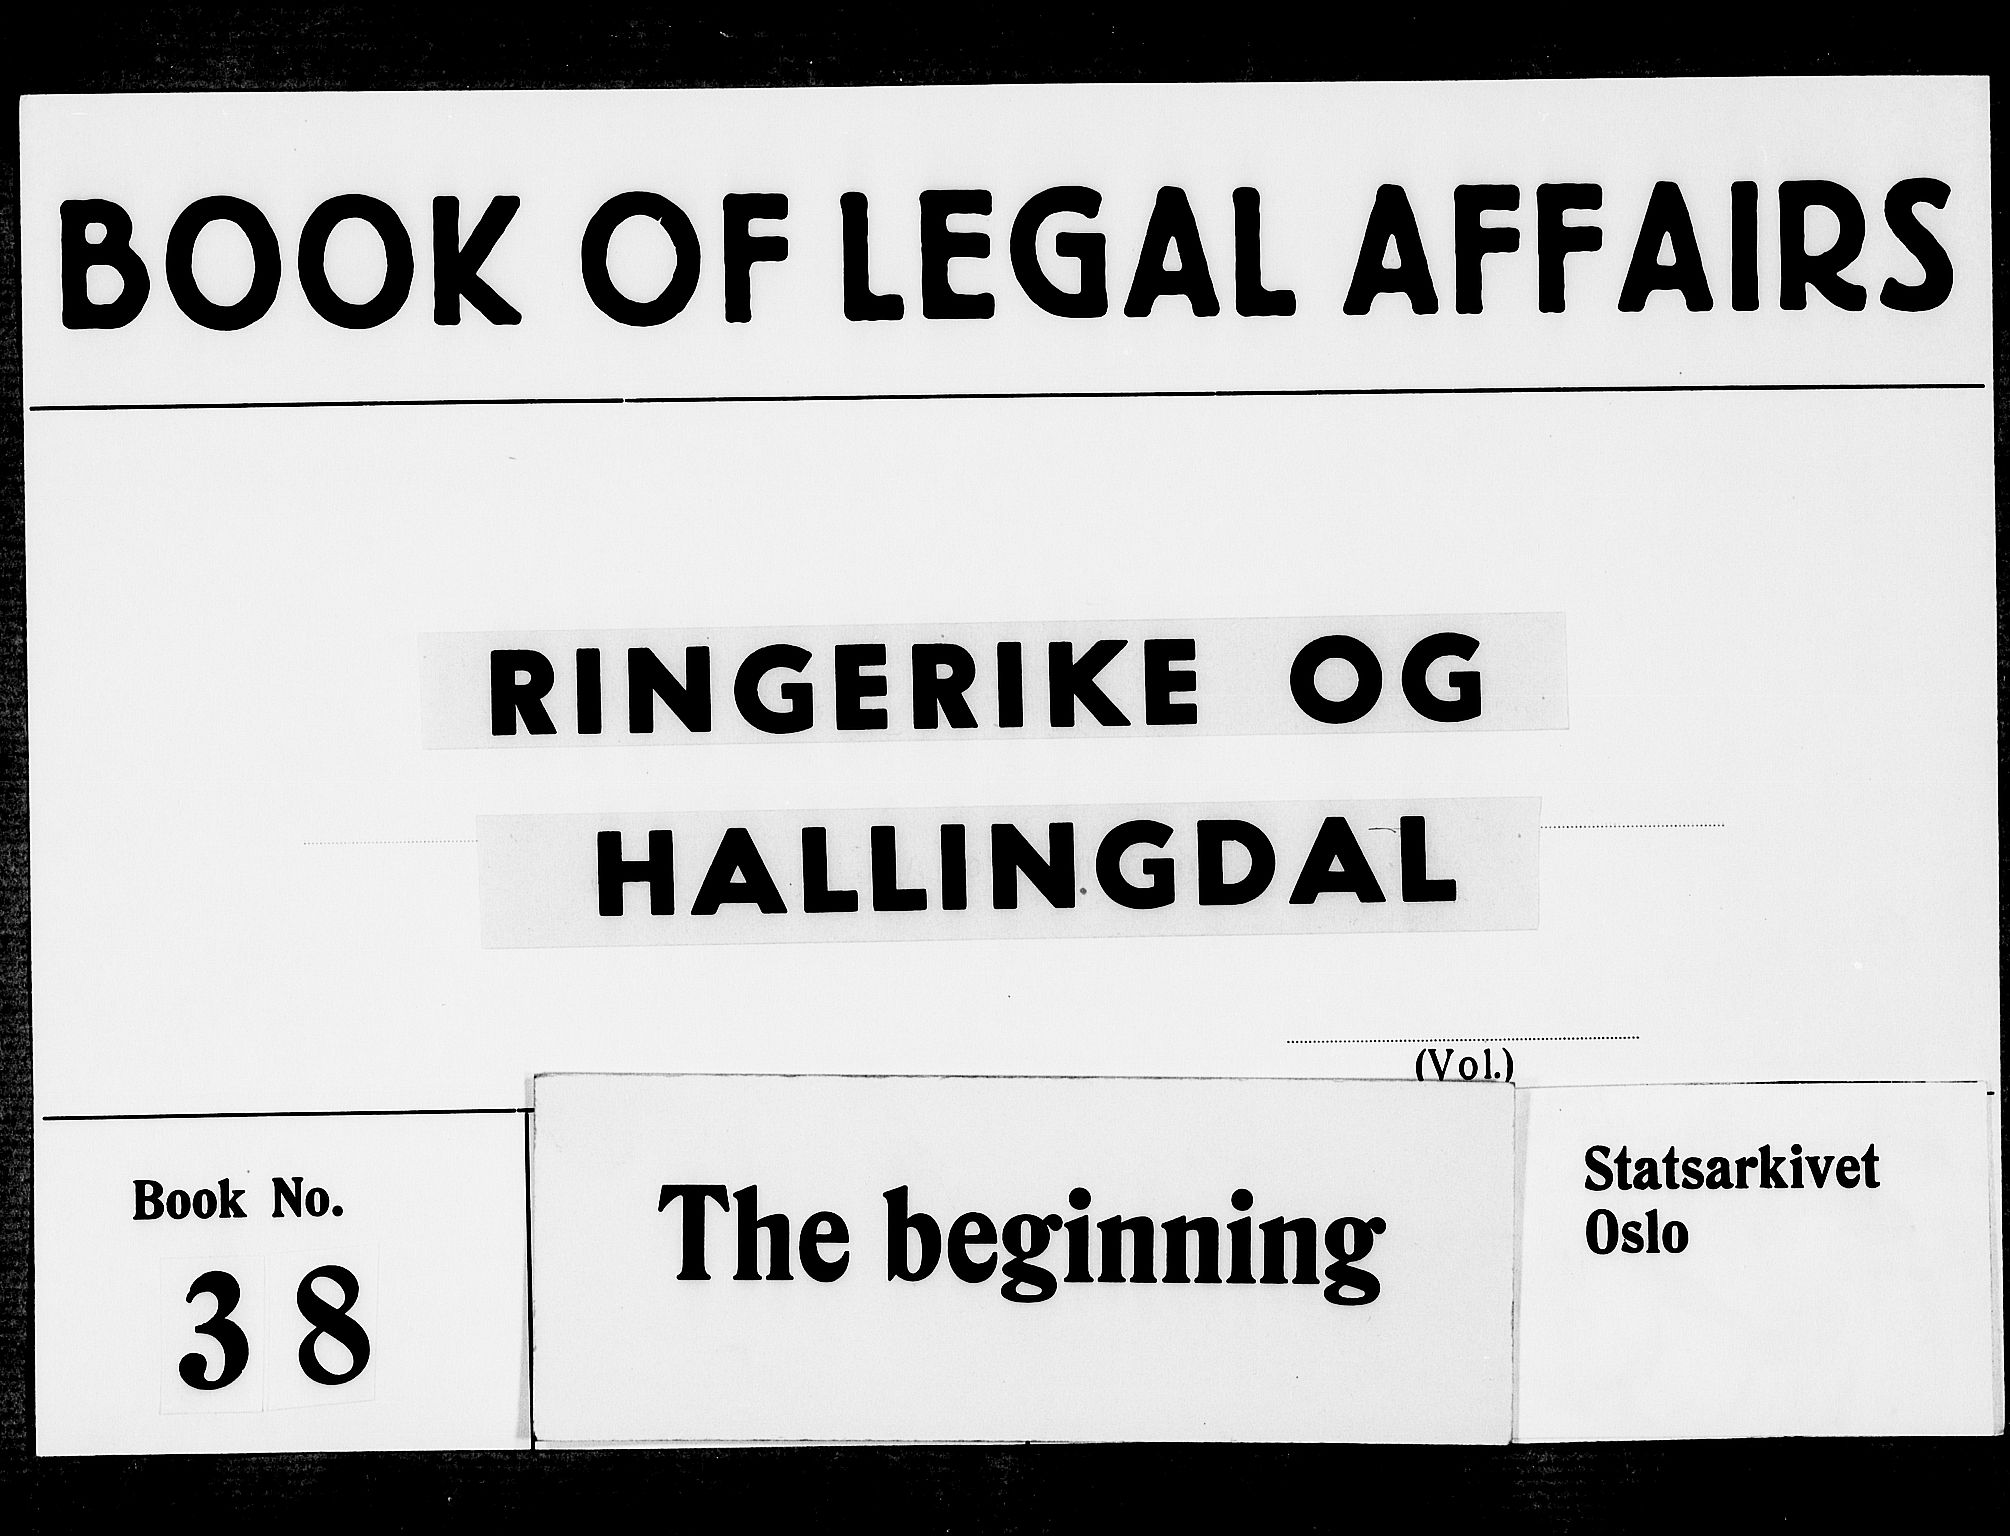 BOOK OF LEGAL AFFAIRS
RINGERIKE OG
HALLINGDAL
(Vol.)
Book No.
38
The beginning
Statsarkivet
Oslo